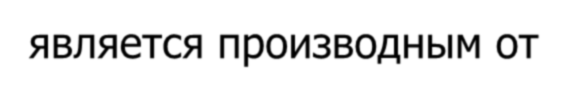 является производным от